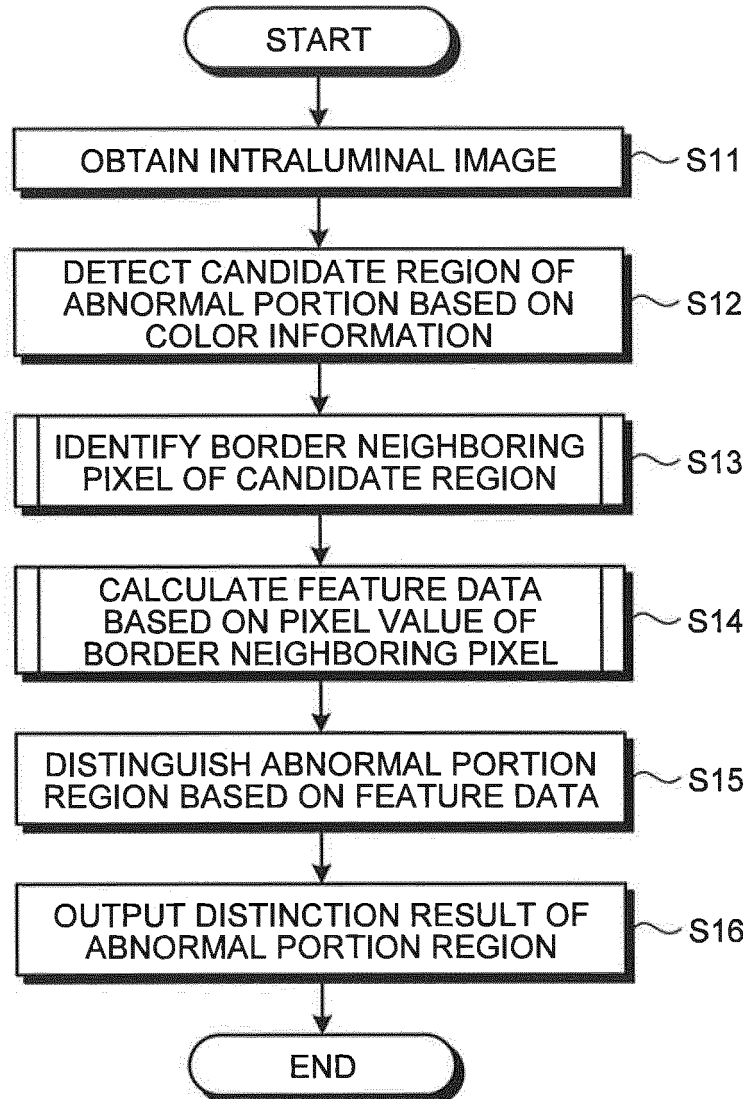 START
OBTAIN INTRALUMINAL IMAGE
S11
DETECT CANDIDATE REGION OF
ABNORMAL PORTION BASED ON
COLOR INFORMATION
S12
IDENTIFY BORDER NEIGHBORING
PIXEL OF CANDIDATE REGION
S13
CALCULATE FEATURE DATA
BASED ON PIXEL VALUE OF
BORDER NEIGHBORING PIXEL
S14
DISTINGUISH ABNORMAL PORTION
REGION BASED ON FEATURE DATA
S15
OUTPUT DISTINCTION RESULT OF
ABNORMAL PORTION REGION
S16
END